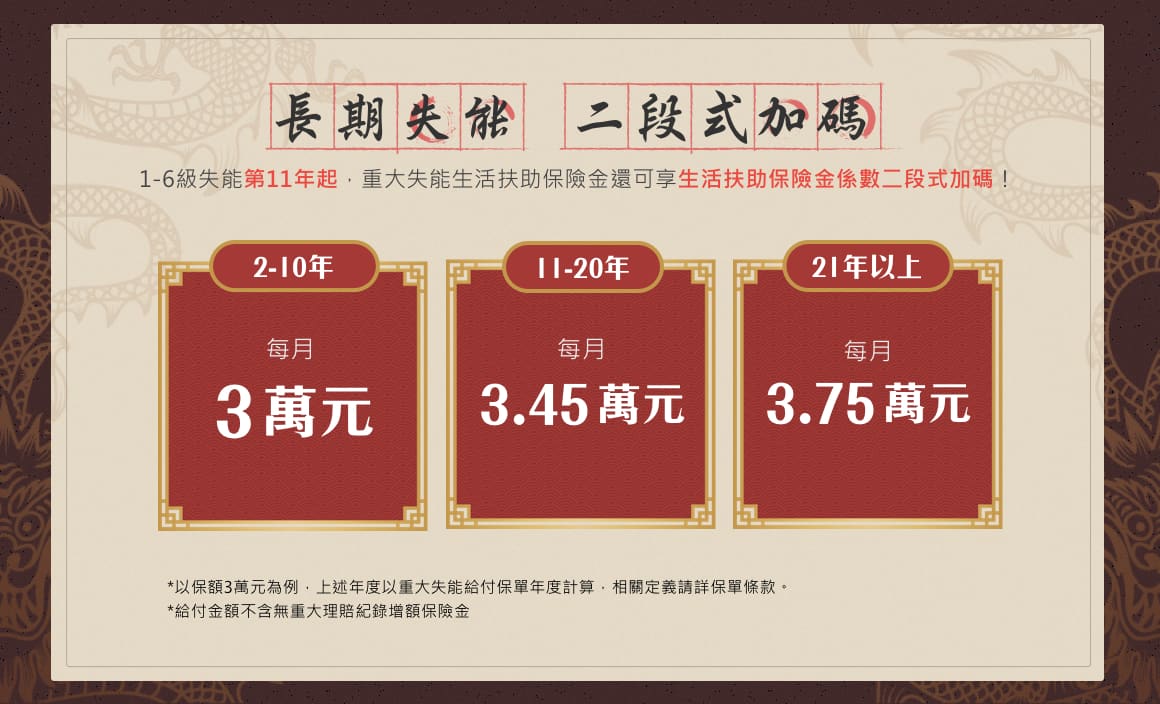 長期失能 二段式加碼
1-6級失能第11年起，重大失能生活扶助保險金還可享生活扶助保險金係數二段式加碼！
2-10年
每月
3萬元
11-20年
每月
3.45萬元
21年以上
每月
3.75萬元
*以保額3萬元為例，上述年度以重大失能給付保單年度計算，相關定義請詳保單條款。
*給付金額不含無重大理賠紀錄增額保險金